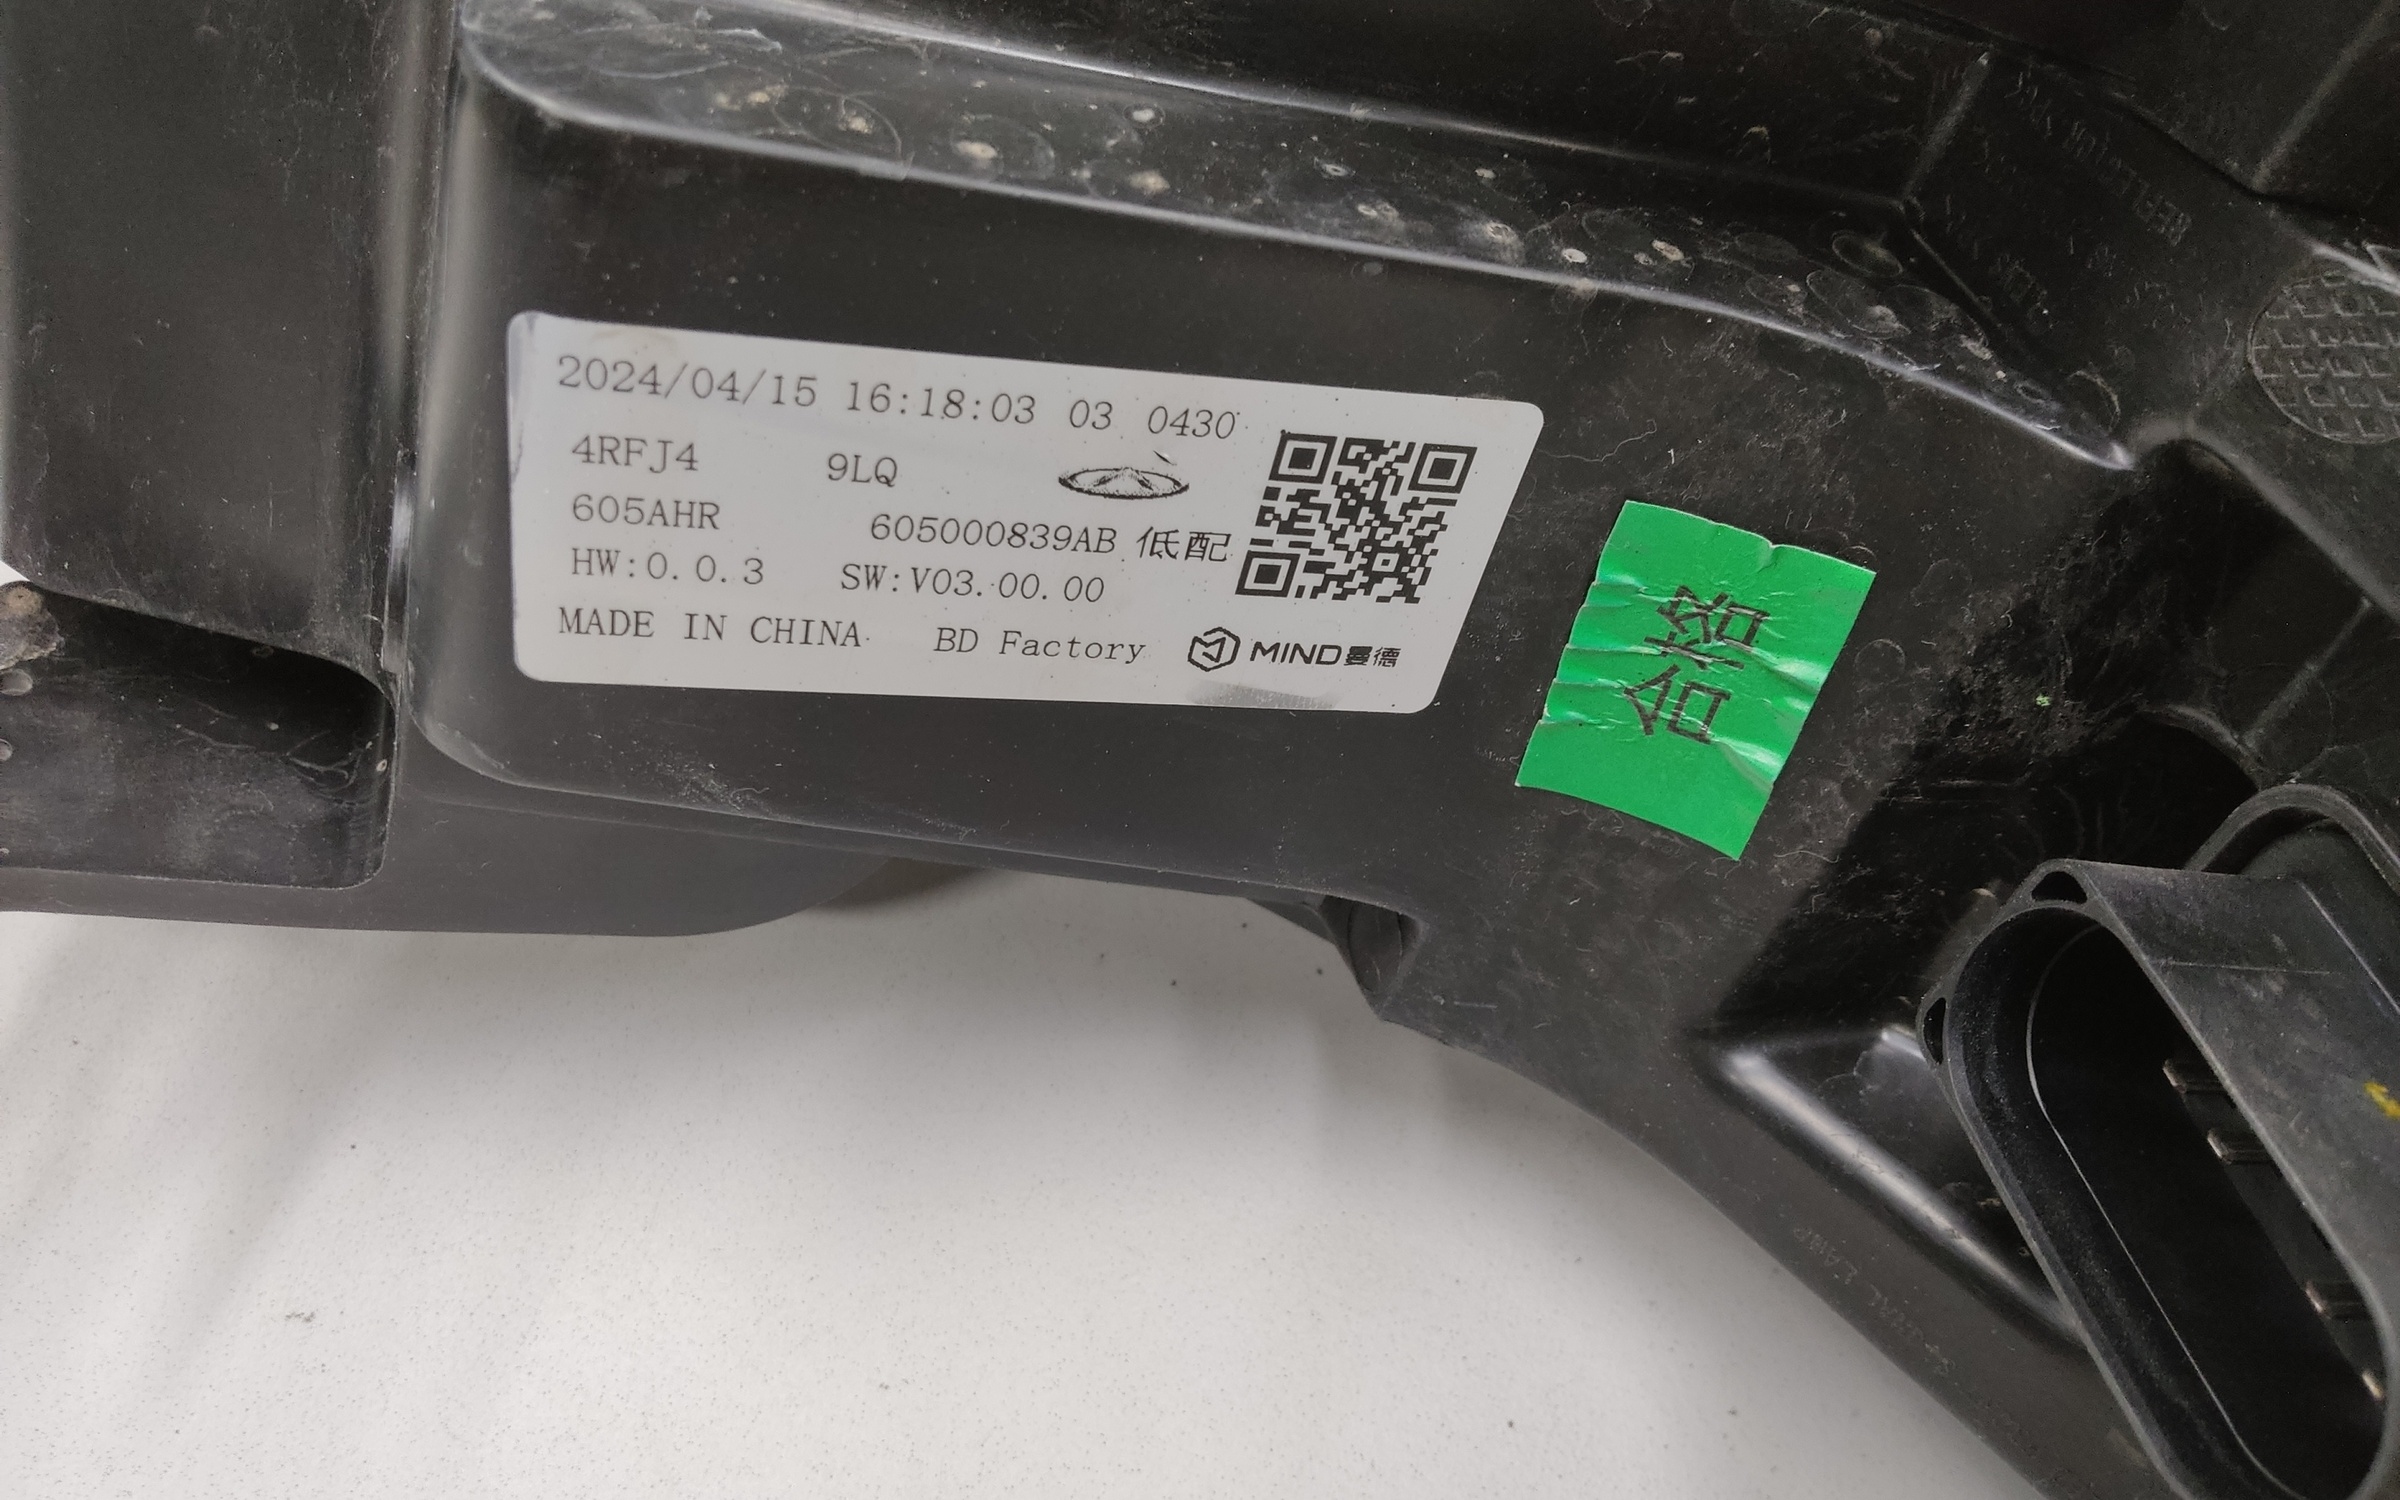 2024/04/15 16:18:03 03 0430
4RFJ4 9LQ
605AHR 605000839AB 低配
HW:0.0.3 SW:V03.00.00
MADE IN CHINA BD Factory MIND曼德
合格